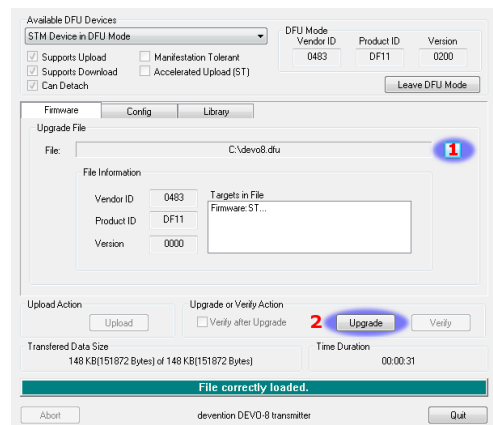 Available DFU Devices
STM Device in DFU Mode
Supports Upload
Manifestation Tolerant
Supports Download
Accelerated Upload (ST)
Can Detach
DFU Mode
Vendor ID Product ID Version
0483 DF11 0200
Leave DFU Mode
Firmware Config Library
Upgrade File
File: C:\devo8.dfu 1
File Information
Vendor ID 0483
Product ID DF11
Version 0000
Targets in File
Firmware: ST...
Upload Action
Upload
Upgrade or Verify Action
Verify after Upgrade 2 Upgrade Verify
Transfered Data Size
148 KB(151872 Bytes) of 148 KB(151872 Bytes)
Time Duration
00:00:31
File correctly loaded.
Abort devention DEVO-8 transmitter Quit